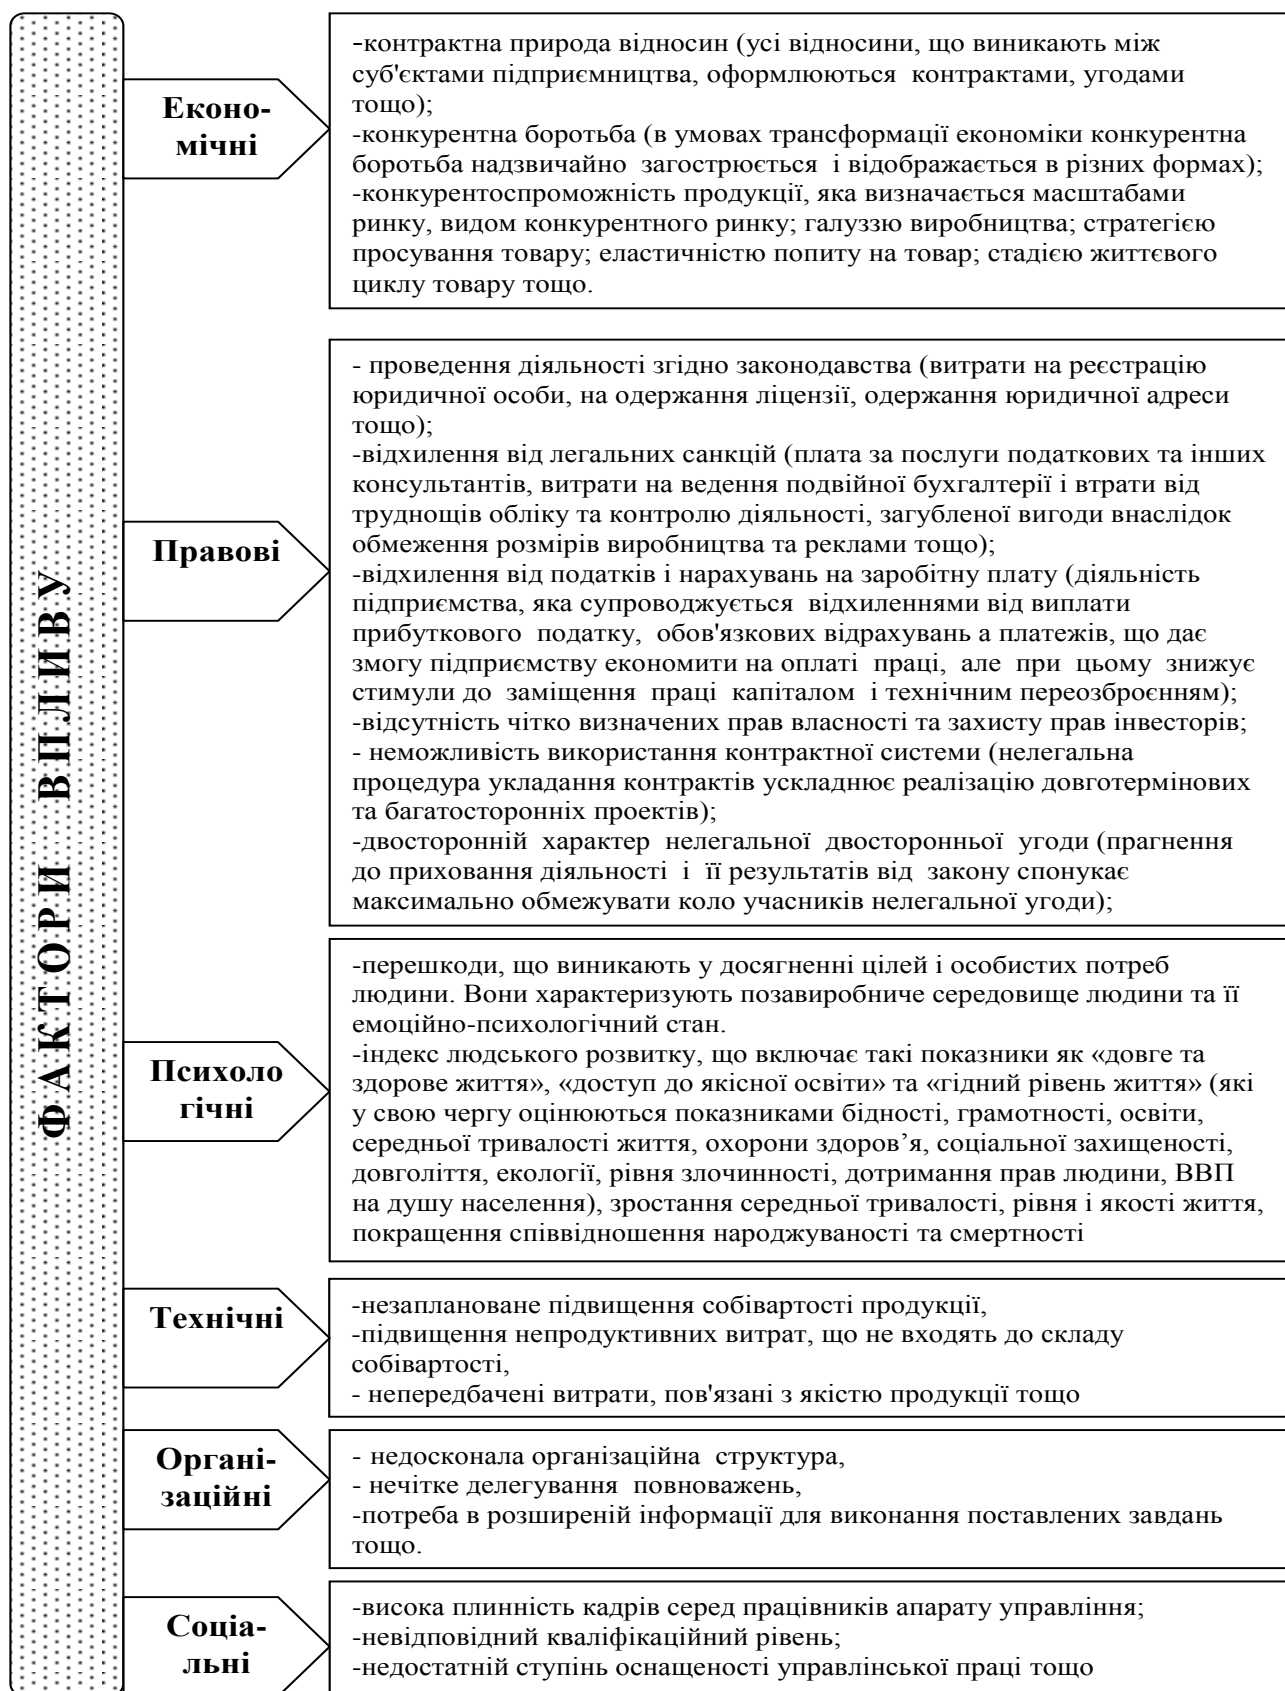 ФАКТОРИ ВПЛИВУ
Еконо-
мічні
-контрактна природа відносин (усі відносини, що виникають між
суб'єктами підприємництва, оформлюються контрактами, угодами
тощо);
-конкурентна боротьба (в умовах трансформації економіки конкурентна
боротьба надзвичайно загострюється і відображається в різних формах);
-конкурентоспроможність продукції, яка визначається масштабами
ринку, видом конкурентного ринку; галуззю виробництва; стратегією
просування товару; еластичністю попиту на товар; стадією життєвого
циклу товару тощо.
Правові
- проведення діяльності згідно законодавства (витрати на реєстрацію
юридичної особи, на одержання ліцензії, одержання юридичної адреси
тощо);
-відхилення від легальних санкцій (плата за послуги податкових та інших
консультантів, витрати на ведення подвійної бухгалтерії і втрати від
труднощів обліку та контролю діяльності, загубленої вигоди внаслідок
обмеження розмірів виробництва та реклами тощо);
-відхилення від податків і нарахувань на заробітну плату (діяльність
підприємства, яка супроводжується відхиленнями від виплати
прибуткового податку, обов'язкових відрахувань а платежів, що дає
змогу підприємству економити на оплаті праці, але при цьому знижує
стимули до заміщення праці капіталом і технічним переозброєнням);
-відсутність чітко визначених прав власності та захисту прав інвесторів;
- неможливість використання контрактної системи (нелегальна
процедура укладання контрактів ускладнює реалізацію довготермінових
та багатосторонніх проектів);
-двосторонній характер нелегальної двосторонньої угоди (прагнення
до приховання діяльності і її результатів від закону спонукає
максимально обмежувати коло учасників нелегальної угоди);
Психоло
гічні
-перешкоди, що виникають у досягненні цілей і особистих потреб
людини. Вони характеризують позавиробниче середовище людини та її
емоційно-психологічний стан.
-індекс людського розвитку, що включає такі показники як «довге та
здорове життя», «доступ до якісної освіти» та «гідний рівень життя» (які
у свою чергу оцінюються показниками бідності, грамотності, освіти,
середньої тривалості життя, охорони здоров’я, соціальної захищеності,
довголіття, екології, рівня злочинності, дотримання прав людини, ВВП
на душу населення), зростання середньої тривалості, рівня і якості життя,
покращення співвідношення народжуваності та смертності
Технічні
-незаплановане підвищення собівартості продукції,
-підвищення непродуктивних витрат, що не входять до складу
собівартості,
- непередбачені витрати, пов'язані з якістю продукції тощо
Органі-
заційні
- недосконала організаційна структура,
- нечітке делегування повноважень,
-потреба в розширеній інформації для виконання поставлених завдань
тощо.
Соціа-
льні
-висока плинність кадрів серед працівників апарату управління;
-невідповідний кваліфікаційний рівень;
-недостатній ступінь оснащеності управлінської праці тощо